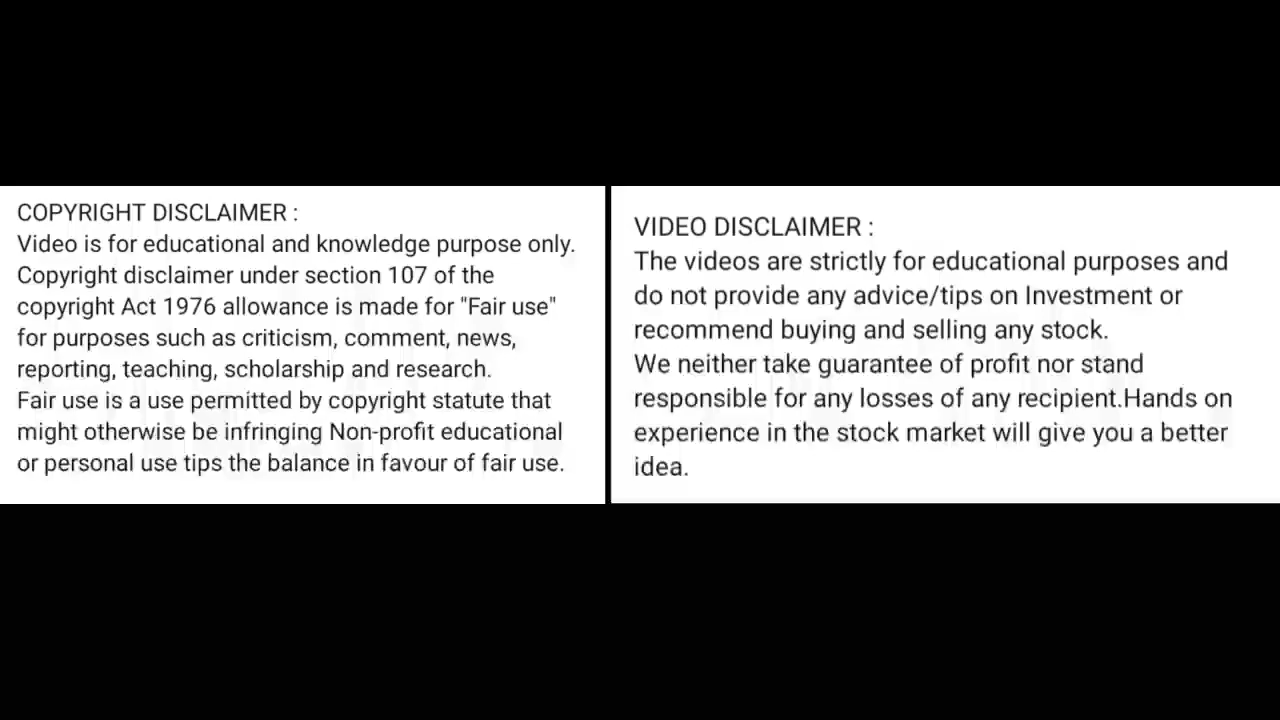 COPYRIGHT DISCLAIMER :
Video is for educational and knowledge purpose only.
Copyright disclaimer under section 107 of the
copyright Act 1976 allowance is made for "Fair use"
for purposes such as criticism, comment, news,
reporting, teaching, scholarship and research.
Fair use is a use permitted by copyright statute that
might otherwise be infringing Non-profit educational
or personal use tips the balance in favour of fair use.
VIDEO DISCLAIMER :
The videos are strictly for educational purposes and
do not provide any advice/tips on Investment or
recommend buying and selling any stock.
We neither take guarantee of profit nor stand
responsible for any losses of any recipient.Hands on
experience in the stock market will give you a better
idea.